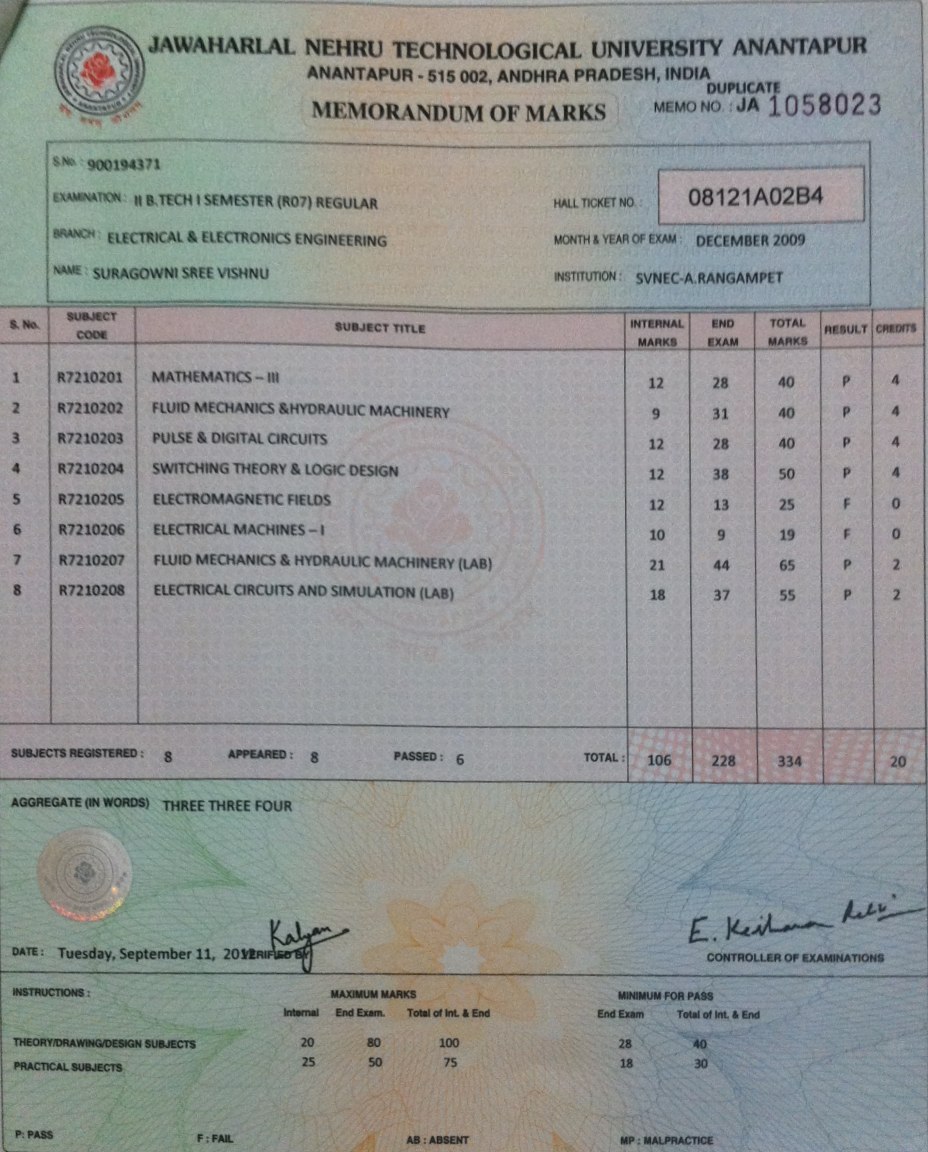 JAWAHARLAL NEHRU TECHNOLOGICAL UNIVERSITY ANANTAPUR
ANANTAPUR - 515 002, ANDHRA PRADESH, INDIA
DUPLICATE
MEMORANDUM OF MARKS MEMO NO. : JA 1058023
S.No. : 900194371
EXAMINATION : II B.TECH I SEMESTER (R07) REGULAR HALL TICKET NO. : 08121A02B4
BRANCH : ELECTRICAL & ELECTRONICS ENGINEERING MONTH & YEAR OF EXAM : DECEMBER 2009
NAME : SURAGOWNI SREE VISHNU INSTITUTION : SVNEC-A.RANGAMPET
S. No. SUBJECT CODE SUBJECT TITLE INTERNAL MARKS END EXAM TOTAL MARKS RESULT CREDITS
1 R7210201 MATHEMATICS – III 12 28 40 P 4
2 R7210202 FLUID MECHANICS &HYDRAULIC MACHINERY 9 31 40 P 4
3 R7210203 PULSE & DIGITAL CIRCUITS 12 28 40 P 4
4 R7210204 SWITCHING THEORY & LOGIC DESIGN 12 38 50 P 4
5 R7210205 ELECTROMAGNETIC FIELDS 12 13 25 F 0
6 R7210206 ELECTRICAL MACHINES – I 10 9 19 F 0
7 R7210207 FLUID MECHANICS & HYDRAULIC MACHINERY (LAB) 21 44 65 P 2
8 R7210208 ELECTRICAL CIRCUITS AND SIMULATION (LAB) 18 37 55 P 2
SUBJECTS REGISTERED : 8 APPEARED : 8 PASSED : 6 TOTAL : 106 228 334 20
AGGREGATE (IN WORDS) THREE THREE FOUR
Kalyan
DATE : Tuesday, September 11, 2012 VERIFIED BY
CONTROLLER OF EXAMINATIONS
INSTRUCTIONS : MAXIMUM MARKS MINIMUM FOR PASS
Internal End Exam. Total of Int. & End End Exam Total of Int. & End
THEORY/DRAWING/DESIGN SUBJECTS 20 80 100 28 40
PRACTICAL SUBJECTS 25 50 75 18 30
P: PASS F : FAIL AB : ABSENT MP : MALPRACTICE